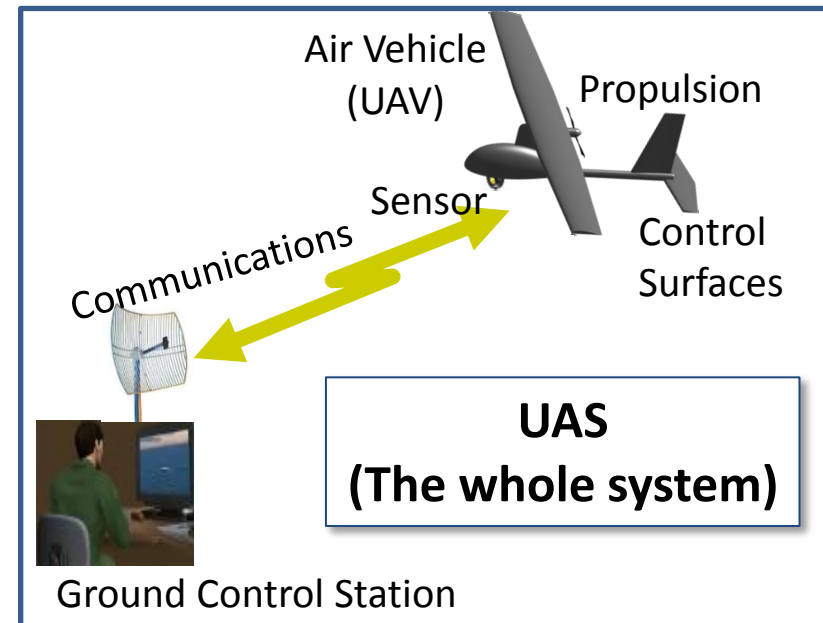 Air Vehicle
(UAV)
Propulsion
Sensor
Control
Surfaces
Communications
UAS
(The whole system)
Ground Control Station